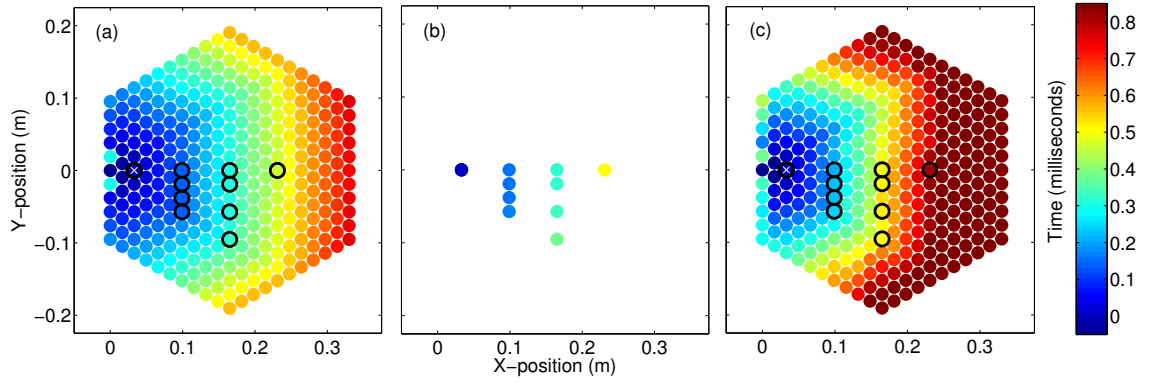 (a)
(b)
(c)
0.2
0.1
0
−0.1
−0.2
Y−position (m)
0 0.1 0.2 0.3
0 0.1 0.2 0.3
0 0.1 0.2 0.3
X−position (m)
Time (milliseconds)
0.8
0.7
0.6
0.5
0.4
0.3
0.2
0.1
0